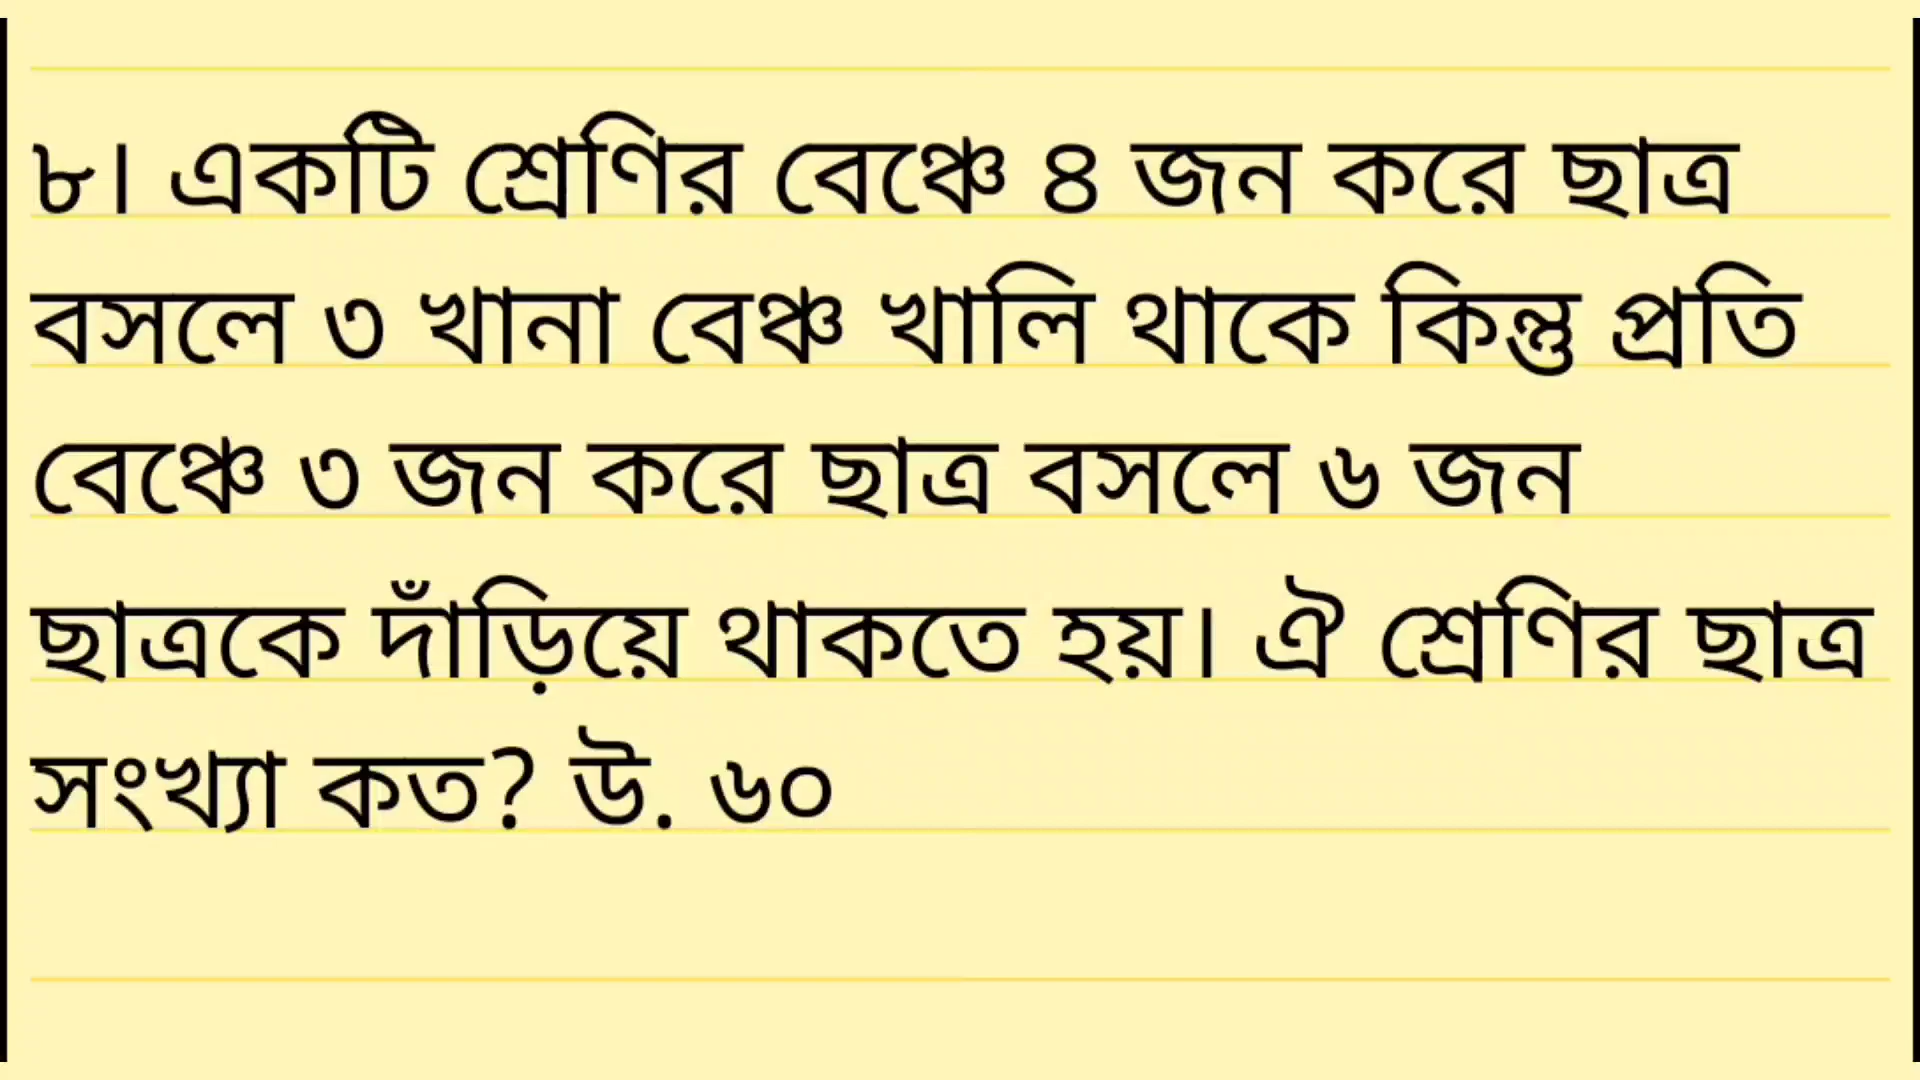 ৮। একটি শ্রেণির বেঞ্চে ৪ জন করে ছাত্র
বসলে ৩ খানা বেঞ্চ খালি থাকে কিন্তু প্রতি
বেঞ্চে ৩ জন করে ছাত্র বসলে ৬ জন
ছাত্রকে দাঁড়িয়ে থাকতে হয়। ঐ শ্রেণির ছাত্র
সংখ্যা কত? উ. ৬০